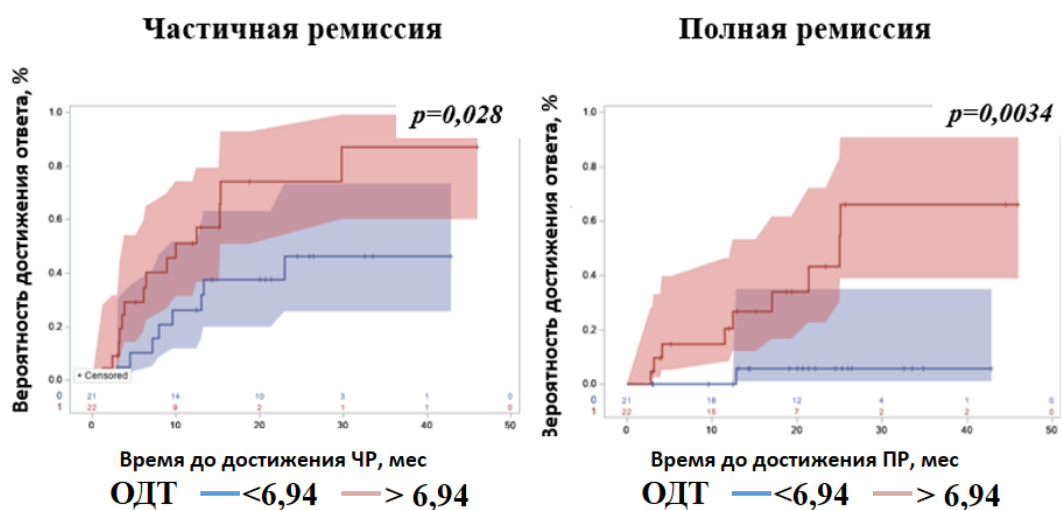 Частичная ремиссия
Вероятность достижения ответа, %
p=0,028
1.0
0.8
0.6
0.4
0.2
0.0
+ Censored
0 21 14 10 3 1 0
1 22 9 2 1 1 0
0 10 20 30 40 50
Время до достижения ЧР, мес
ОДТ <6,94 > 6,94
Полная ремиссия
Вероятность достижения ответа, %
p=0,0034
1.0
0.8
0.6
0.4
0.2
0.0
0 21 18 12 4 2 0
1 22 15 7 2 2 0
0 10 20 30 40 50
Время до достижения ПР, мес
ОДТ <6,94 > 6,94